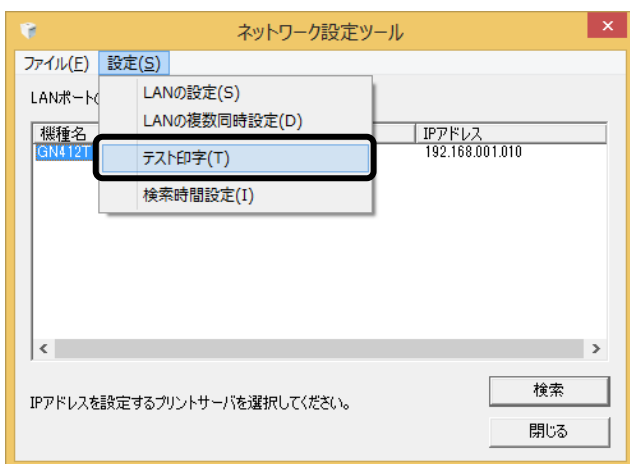 ネットワーク設定ツール
ファイル(F) 設定(S)
LANの設定(S)
LANポート
LANの複数同時設定(D)
機種名 IPアドレス
GN412T 192.168.001.010
テスト印字(T)
検索時間設定(I)
検索
IPアドレスを設定するプリントサーバを選択してください。
閉じる